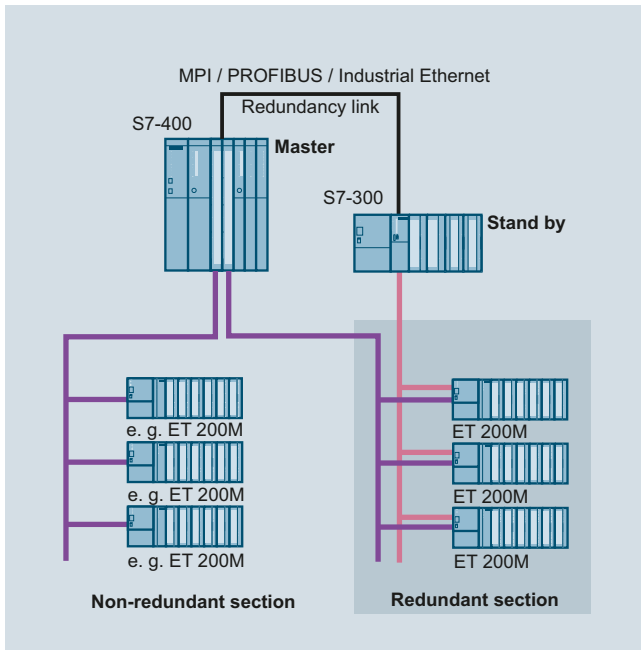 MPI / PROFIBUS / Industrial Ethernet
Redundancy link
S7-400
Master
S7-300
Stand by
e. g. ET 200M
ET 200M
e. g. ET 200M
ET 200M
e. g. ET 200M
ET 200M
Non-redundant section
Redundant section